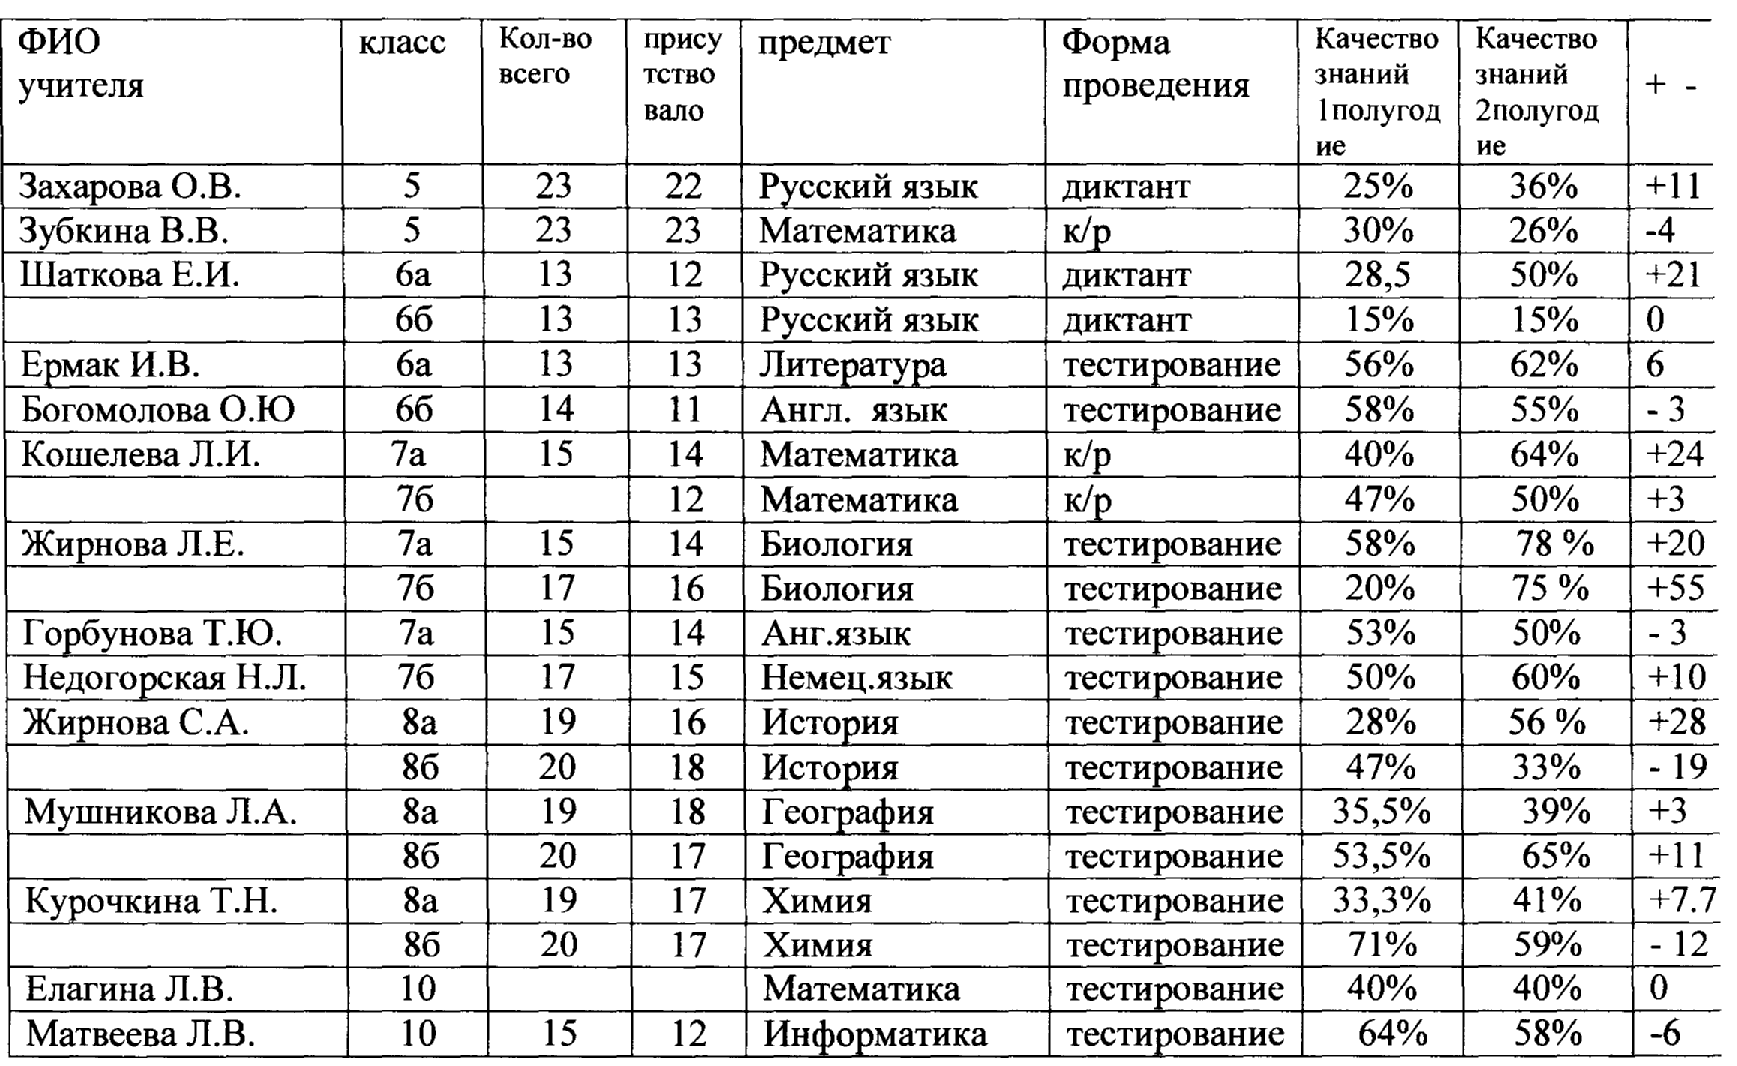 ФИО учителя класс Кол-во всего прису тство вало предмет Форма проведения Качество знаний 1полугод ие Качество знаний 2полугод ие + -
Захарова О.В. 5 23 22 Русский язык диктант 25% 36% +11
Зубкина В.В. 5 23 23 Математика к/р 30% 26% -4
Шаткова Е.И. 6а 13 12 Русский язык диктант 28,5 50% +21
6б 13 13 Русский язык диктант 15% 15% 0
Ермак И.В. 6а 13 13 Литература тестирование 56% 62% 6
Богомолова О.Ю 6б 14 11 Англ. язык тестирование 58% 55% - 3
Кошелева Л.И. 7а 15 14 Математика к/р 40% 64% +24
7б 12 Математика к/р 47% 50% +3
Жирнова Л.Е. 7а 15 14 Биология тестирование 58% 78 % +20
7б 17 16 Биология тестирование 20% 75 % +55
Горбунова Т.Ю. 7а 15 14 Анг.язык тестирование 53% 50% - 3
Недогорская Н.Л. 7б 17 15 Немец.язык тестирование 50% 60% +10
Жирнова С.А. 8а 19 16 История тестирование 28% 56 % +28
8б 20 18 История тестирование 47% 33% - 19
Мушникова Л.А. 8а 19 18 География тестирование 35,5% 39% +3
8б 20 17 География тестирование 53,5% 65% +11
Курочкина Т.Н. 8а 19 17 Химия тестирование 33,3% 41% +7.7
8б 20 17 Химия тестирование 71% 59% - 12
Елагина Л.В. 10 Математика тестирование 40% 40% 0
Матвеева Л.В. 10 15 12 Информатика тестирование 64% 58% -6